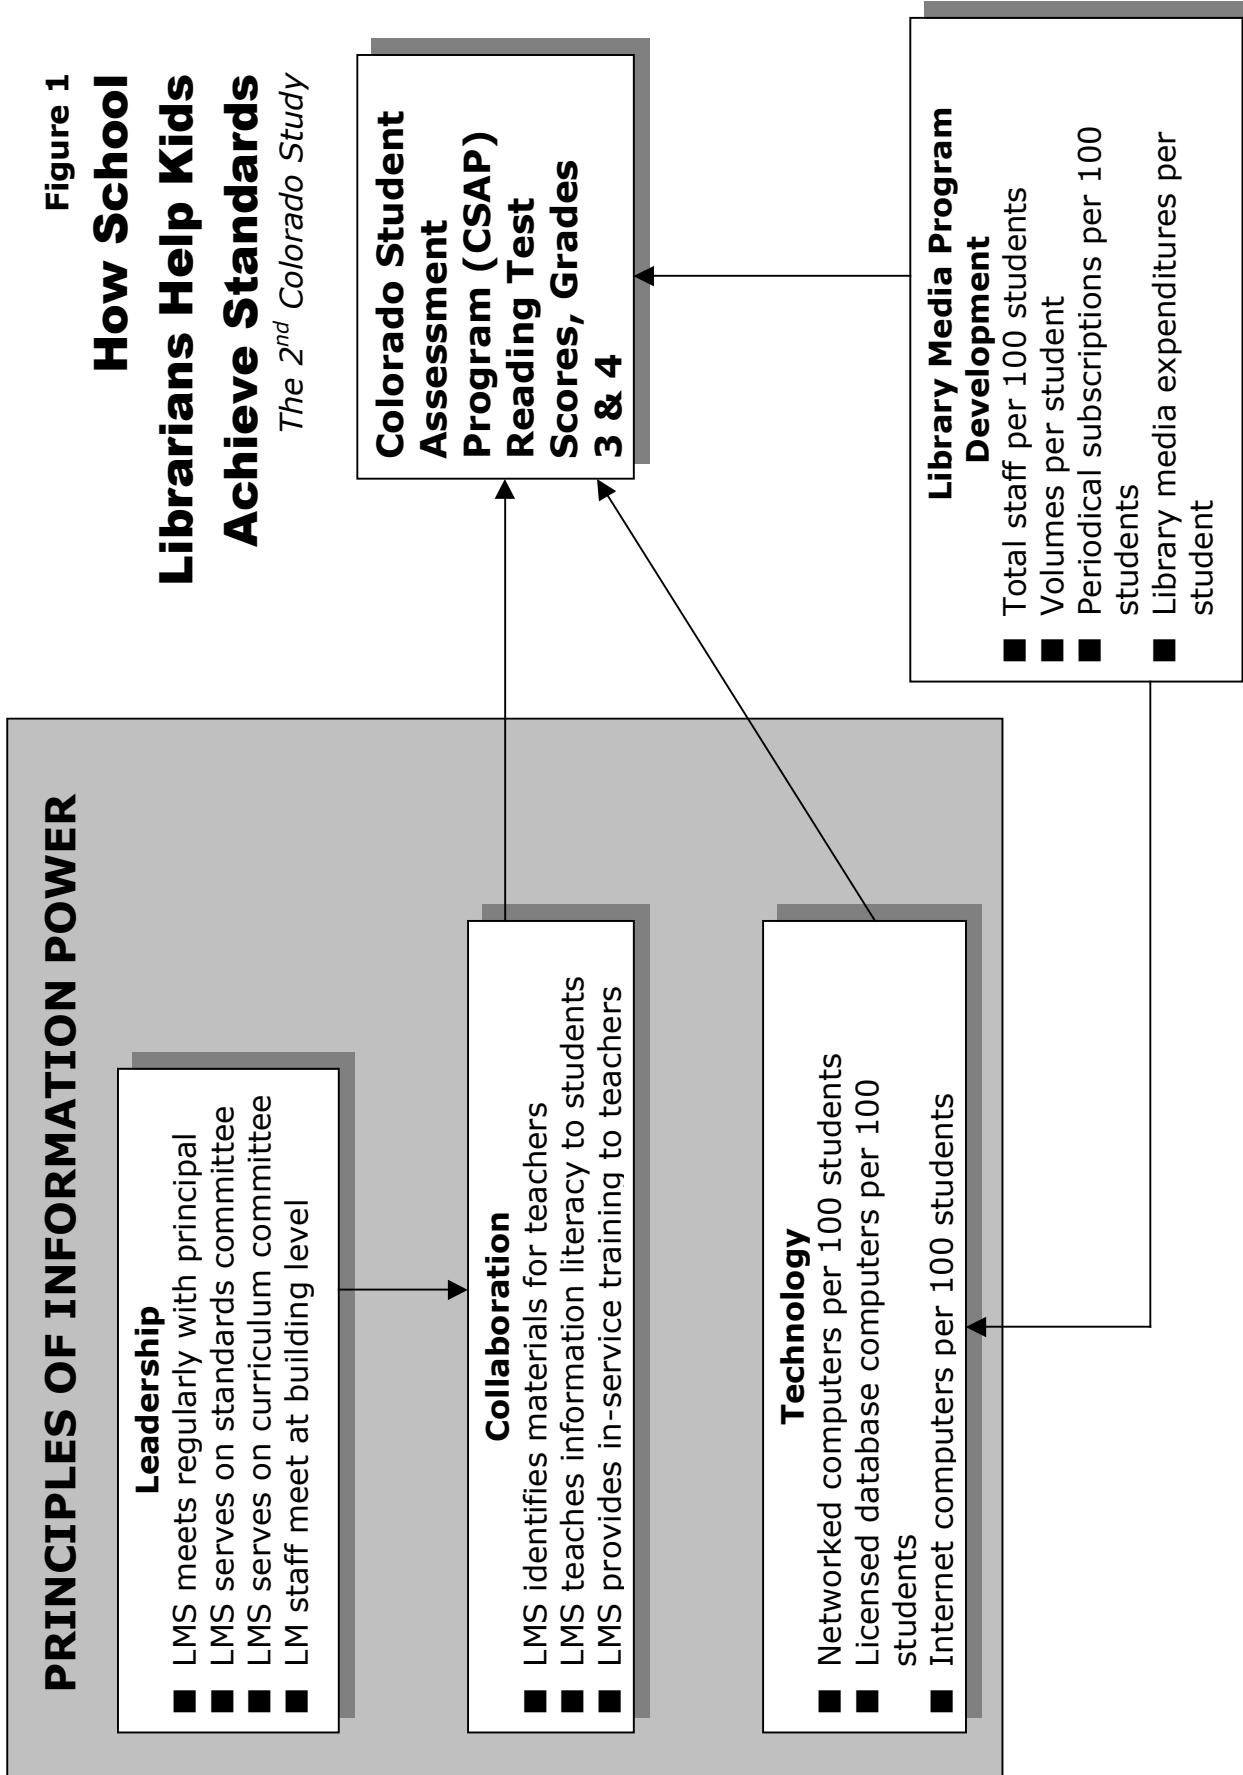 Figure 1
How School
Librarians Help Kids
Achieve Standards
The 2nd Colorado Study
PRINCIPLES OF INFORMATION POWER
Leadership
■ LMS meets regularly with principal
■ LMS serves on standards committee
■ LMS serves on curriculum committee
■ LM staff meet at building level
Collaboration
■ LMS identifies materials for teachers
■ LMS teaches information literacy to students
■ LMS provides in-service training to teachers
Technology
■ Networked computers per 100 students
■ Licensed database computers per 100
students
■ Internet computers per 100 students
Colorado Student
Assessment
Program (CSAP)
Reading Test
Scores, Grades
3 & 4
Library Media Program
Development
■ Total staff per 100 students
■ Volumes per student
■ Periodical subscriptions per 100
students
■ Library media expenditures per
student